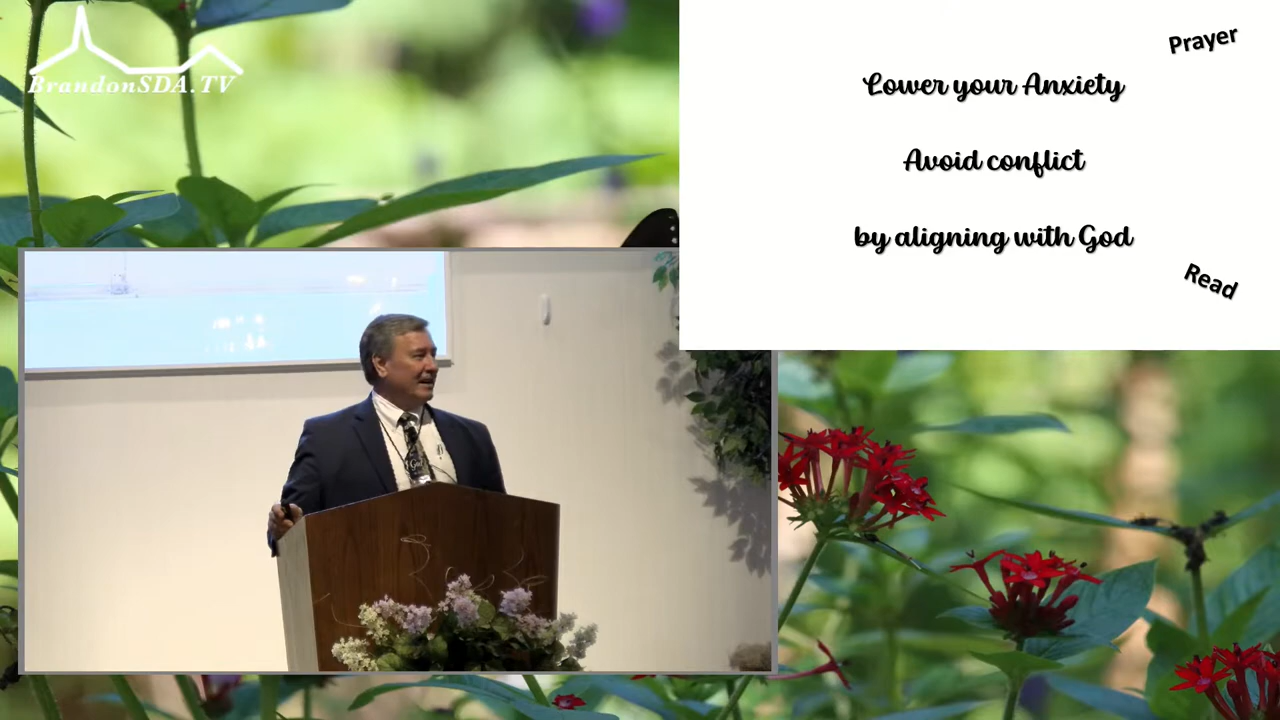 BrandonSDA.TV
Prayer
Lower your Anxiety
Avoid conflict
by aligning with God
Read